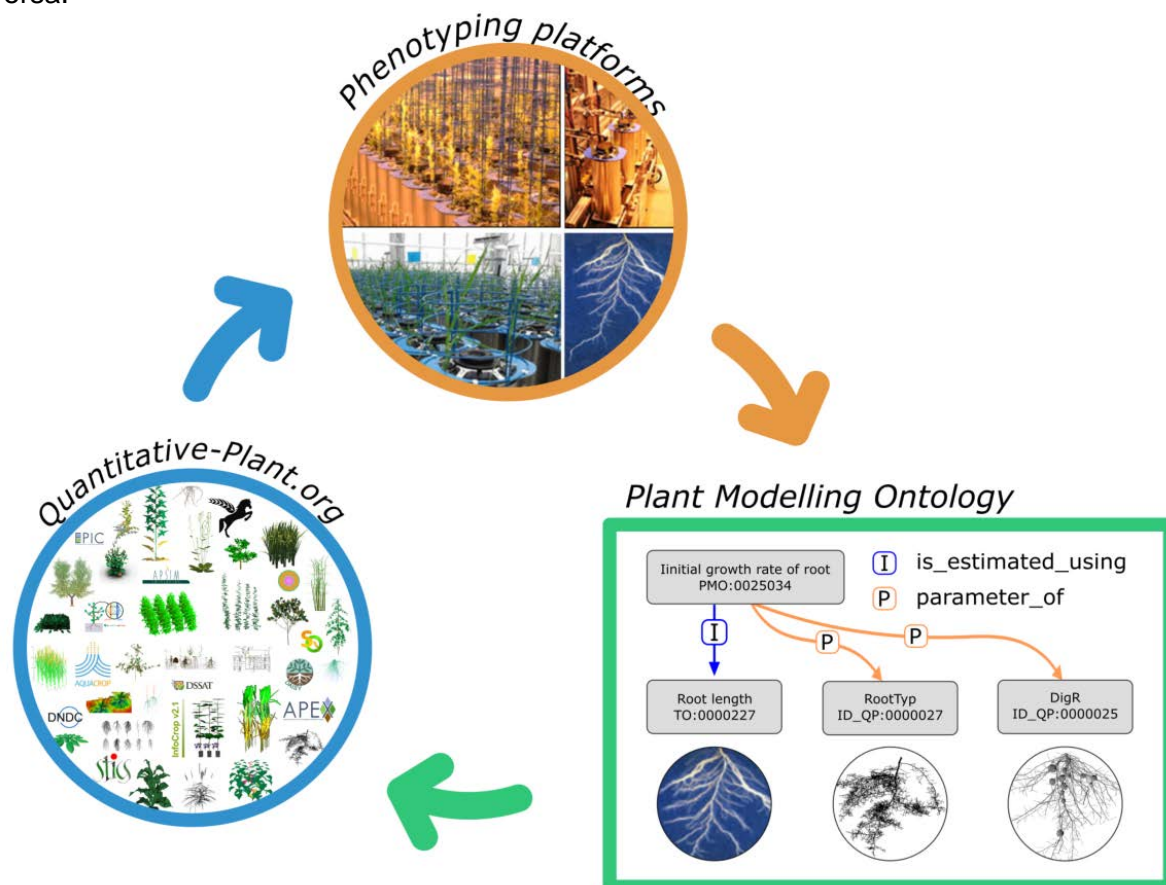 ersa.
Phenotyping platforms
Quantitative-Plant.org
EPIC
APSIM
AQUACROP
DSSAT
DNDC
InfoCrop v2.1
APEX
stics
Plant Modelling Ontology
Iinitial growth rate of root
PMO:0025034
I is_estimated_using
P parameter_of
I
P
P
Root length
TO:0000227
RootTyp
ID_QP:0000027
DigR
ID_QP:0000025